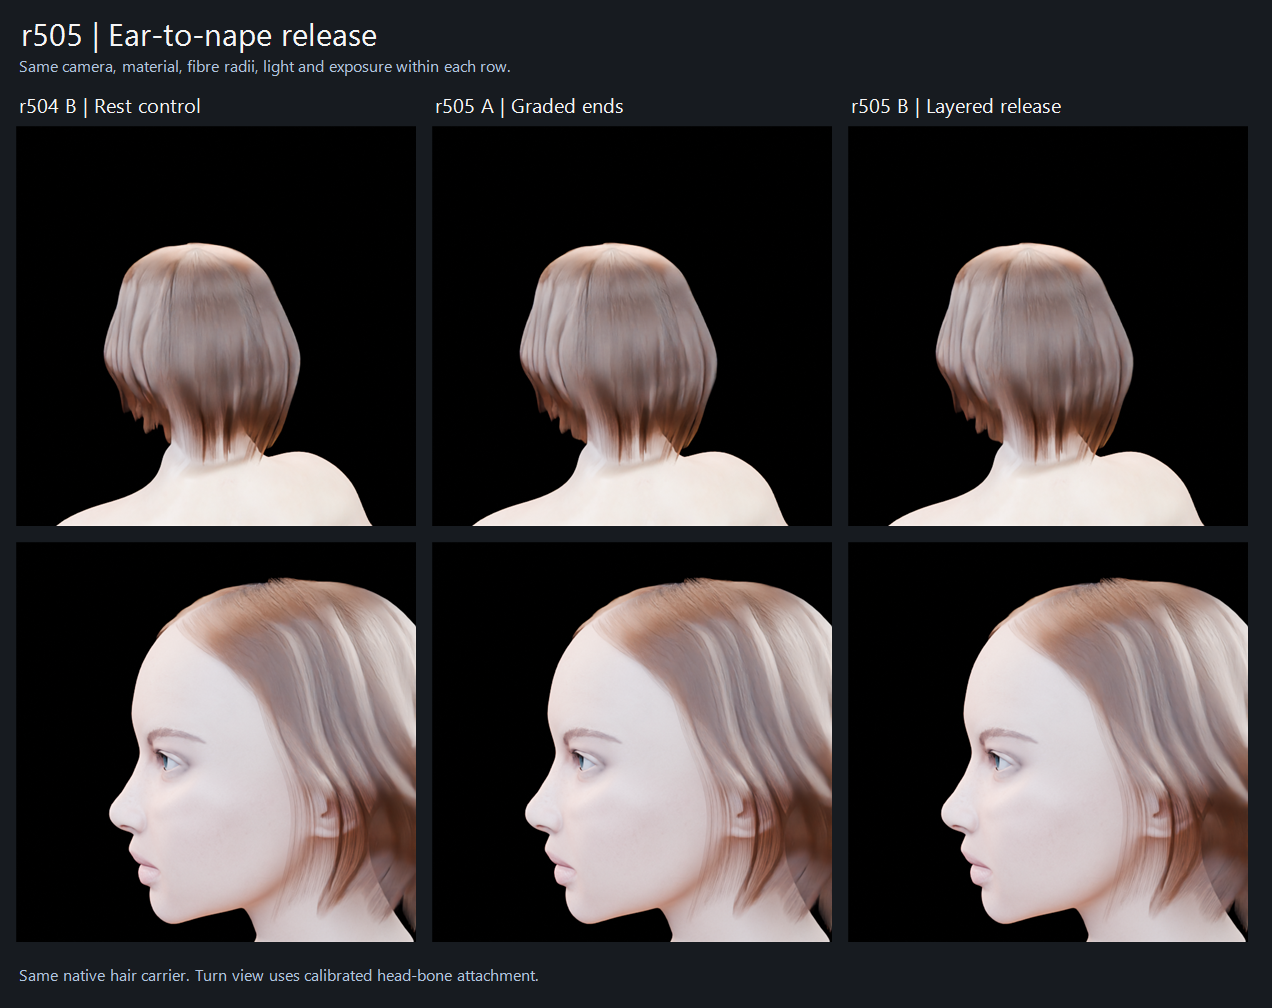 r505 | Ear-to-nape release
Same camera, material, fibre radii, light and exposure within each row.
r504 B | Rest control
r505 A | Graded ends
r505 B | Layered release
Same native hair carrier. Turn view uses calibrated head-bone attachment.